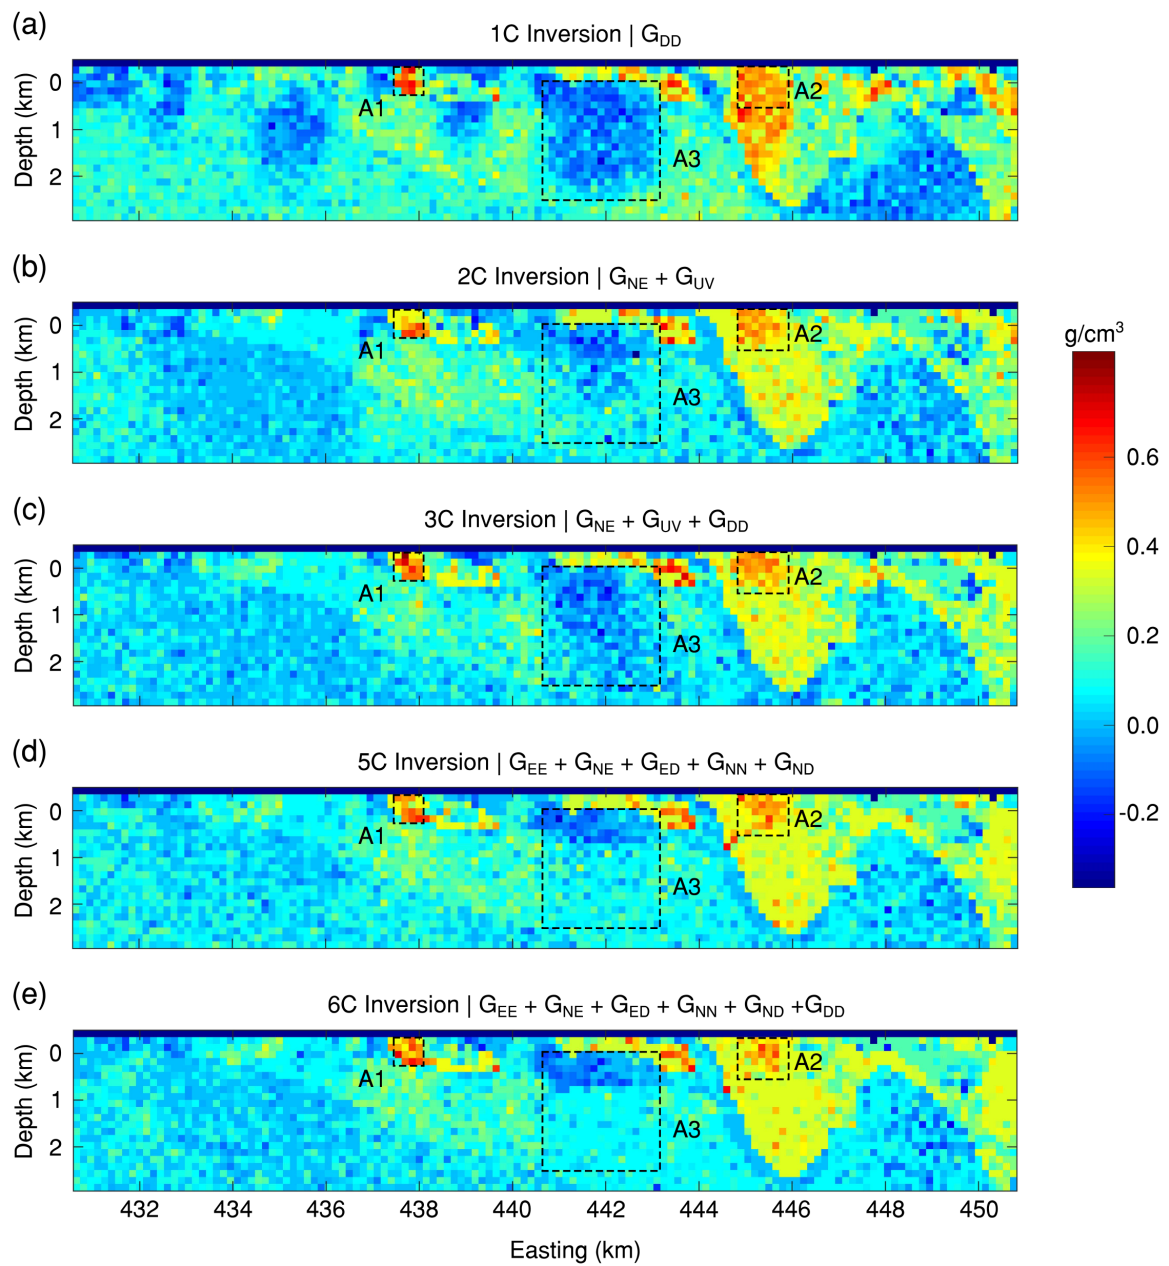 (a)
1C Inversion | G_DD
Depth (km)
0
1
2
A1
A2
A3
(b)
2C Inversion | G_NE + G_UV
Depth (km)
0
1
2
A1
A2
A3
g/cm³
0.6
0.4
0.2
0.0
-0.2
(c)
3C Inversion | G_NE + G_UV + G_DD
Depth (km)
0
1
2
A1
A2
A3
(d)
5C Inversion | G_EE + G_NE + G_ED + G_NN + G_ND
Depth (km)
0
1
2
A1
A2
A3
(e)
6C Inversion | G_EE + G_NE + G_ED + G_NN + G_ND +G_DD
Depth (km)
0
1
2
A1
A2
A3
432 434 436 438 440 442 444 446 448 450
Easting (km)